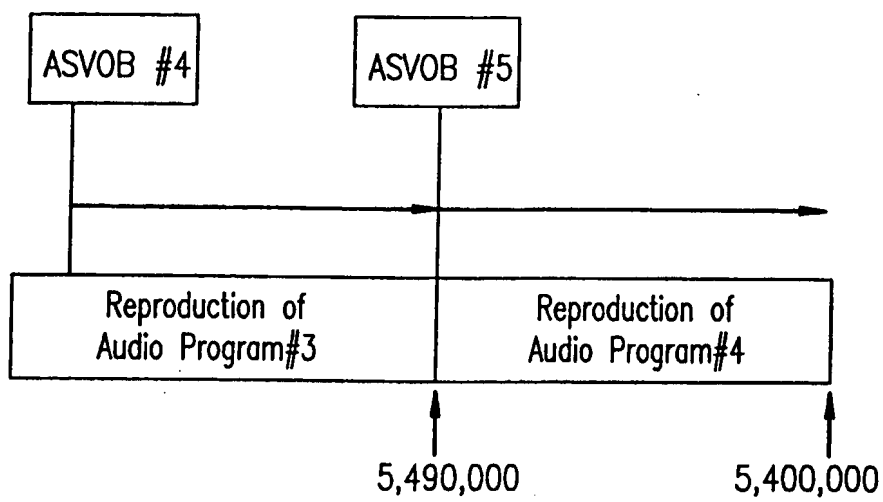 ASVOB #4
ASVOB #5
Reproduction of
Audio Program#3
Reproduction of
Audio Program#4
5,490,000
5,400,000